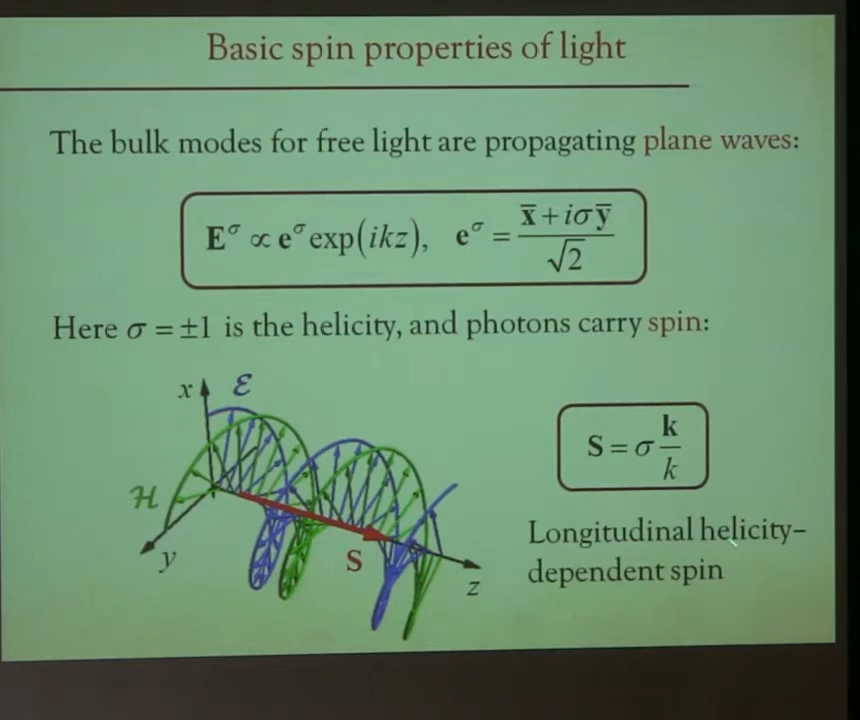 Basic spin properties of light
The bulk modes for free light are propagating plane waves:
E^σ ∝ e^σ exp(ikz), e^σ = (x̄ + iσȳ)/√2
Here σ = ±1 is the helicity, and photons carry spin:
x ℰ
ℋ
y
S
z
S = σ k/k
Longitudinal helicity-
dependent spin